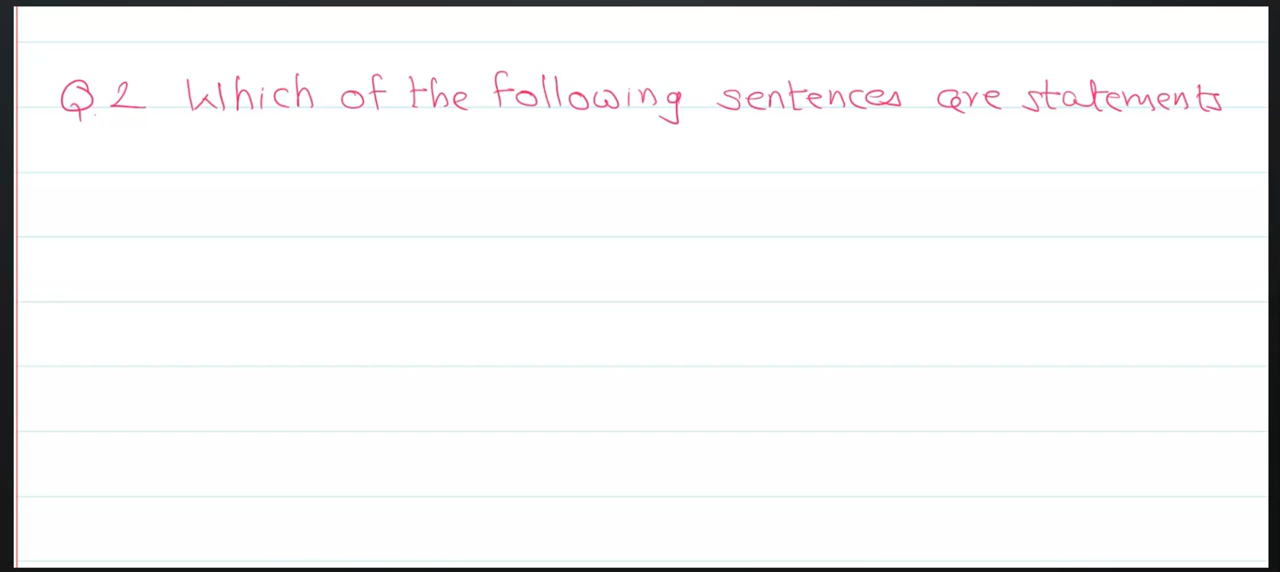 Q.2 Which of the following sentences are statements